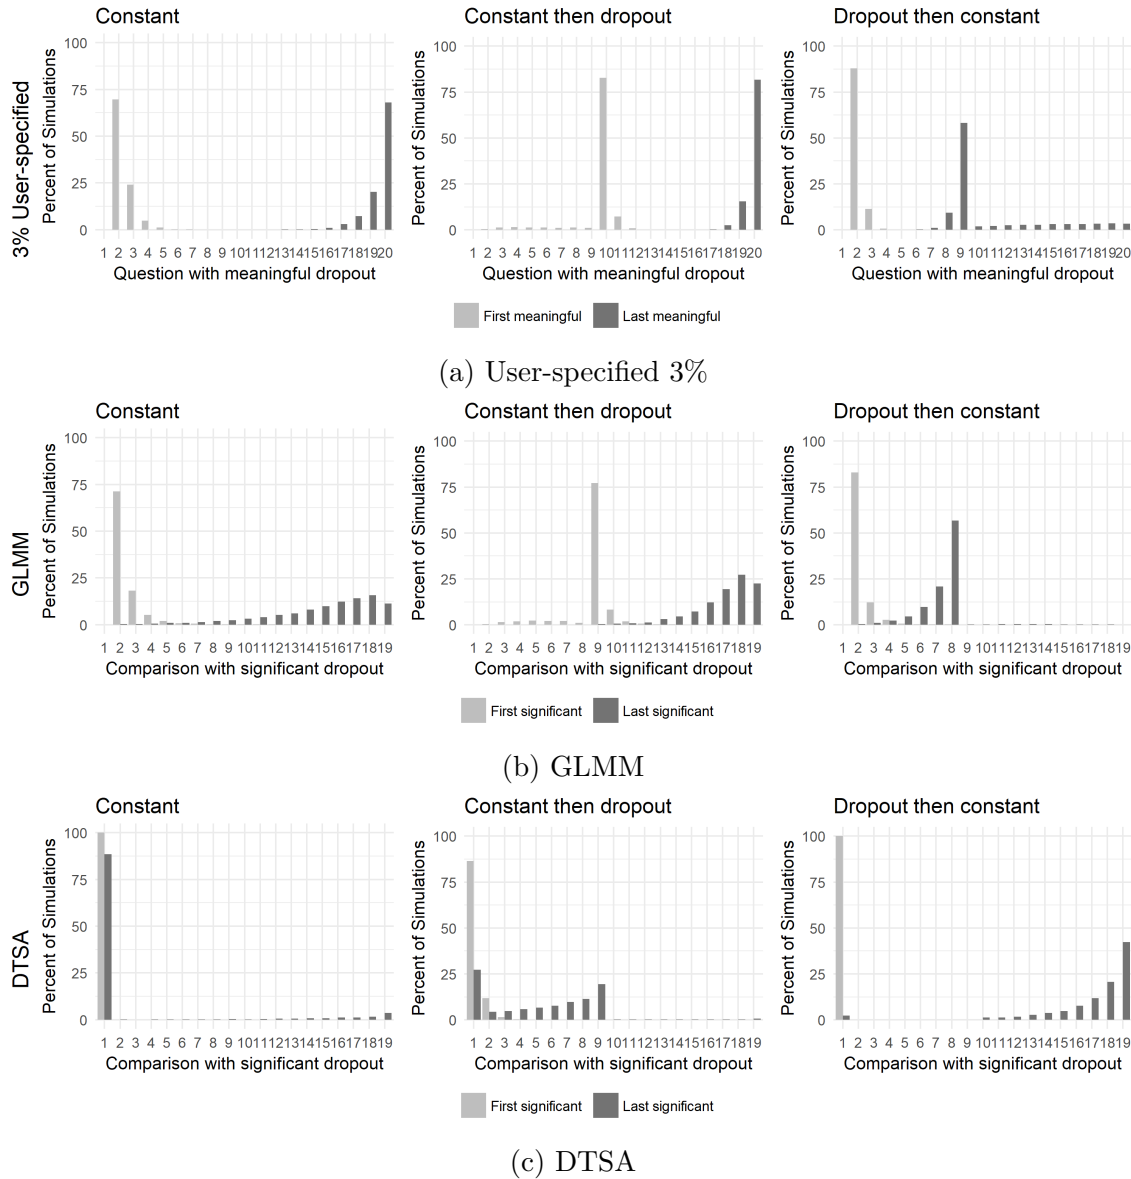 Constant
Constant then dropout
Dropout then constant
3% User-specified
Percent of Simulations
100
75
50
25
0
1 2 3 4 5 6 7 8 9 10 11 12 13 14 15 16 17 18 19 20
Question with meaningful dropout
Percent of Simulations
100
75
50
25
0
1 2 3 4 5 6 7 8 9 10 11 12 13 14 15 16 17 18 19 20
Question with meaningful dropout
Percent of Simulations
100
75
50
25
0
1 2 3 4 5 6 7 8 9 10 11 12 13 14 15 16 17 18 19 20
Question with meaningful dropout
First meaningful Last meaningful
(a) User-specified 3%
Constant
Constant then dropout
Dropout then constant
GLMM
Percent of Simulations
100
75
50
25
0
1 2 3 4 5 6 7 8 9 10 11 12 13 14 15 16 17 18 19
Comparison with significant dropout
Percent of Simulations
100
75
50
25
0
1 2 3 4 5 6 7 8 9 10 11 12 13 14 15 16 17 18 19
Comparison with significant dropout
Percent of Simulations
100
75
50
25
0
1 2 3 4 5 6 7 8 9 10 11 12 13 14 15 16 17 18 19
Comparison with significant dropout
First significant Last significant
(b) GLMM
Constant
Constant then dropout
Dropout then constant
DTSA
Percent of Simulations
100
75
50
25
0
1 2 3 4 5 6 7 8 9 10 11 12 13 14 15 16 17 18 19
Comparison with significant dropout
Percent of Simulations
100
75
50
25
0
1 2 3 4 5 6 7 8 9 10 11 12 13 14 15 16 17 18 19
Comparison with significant dropout
Percent of Simulations
100
75
50
25
0
1 2 3 4 5 6 7 8 9 10 11 12 13 14 15 16 17 18 19
Comparison with significant dropout
First significant Last significant
(c) DTSA